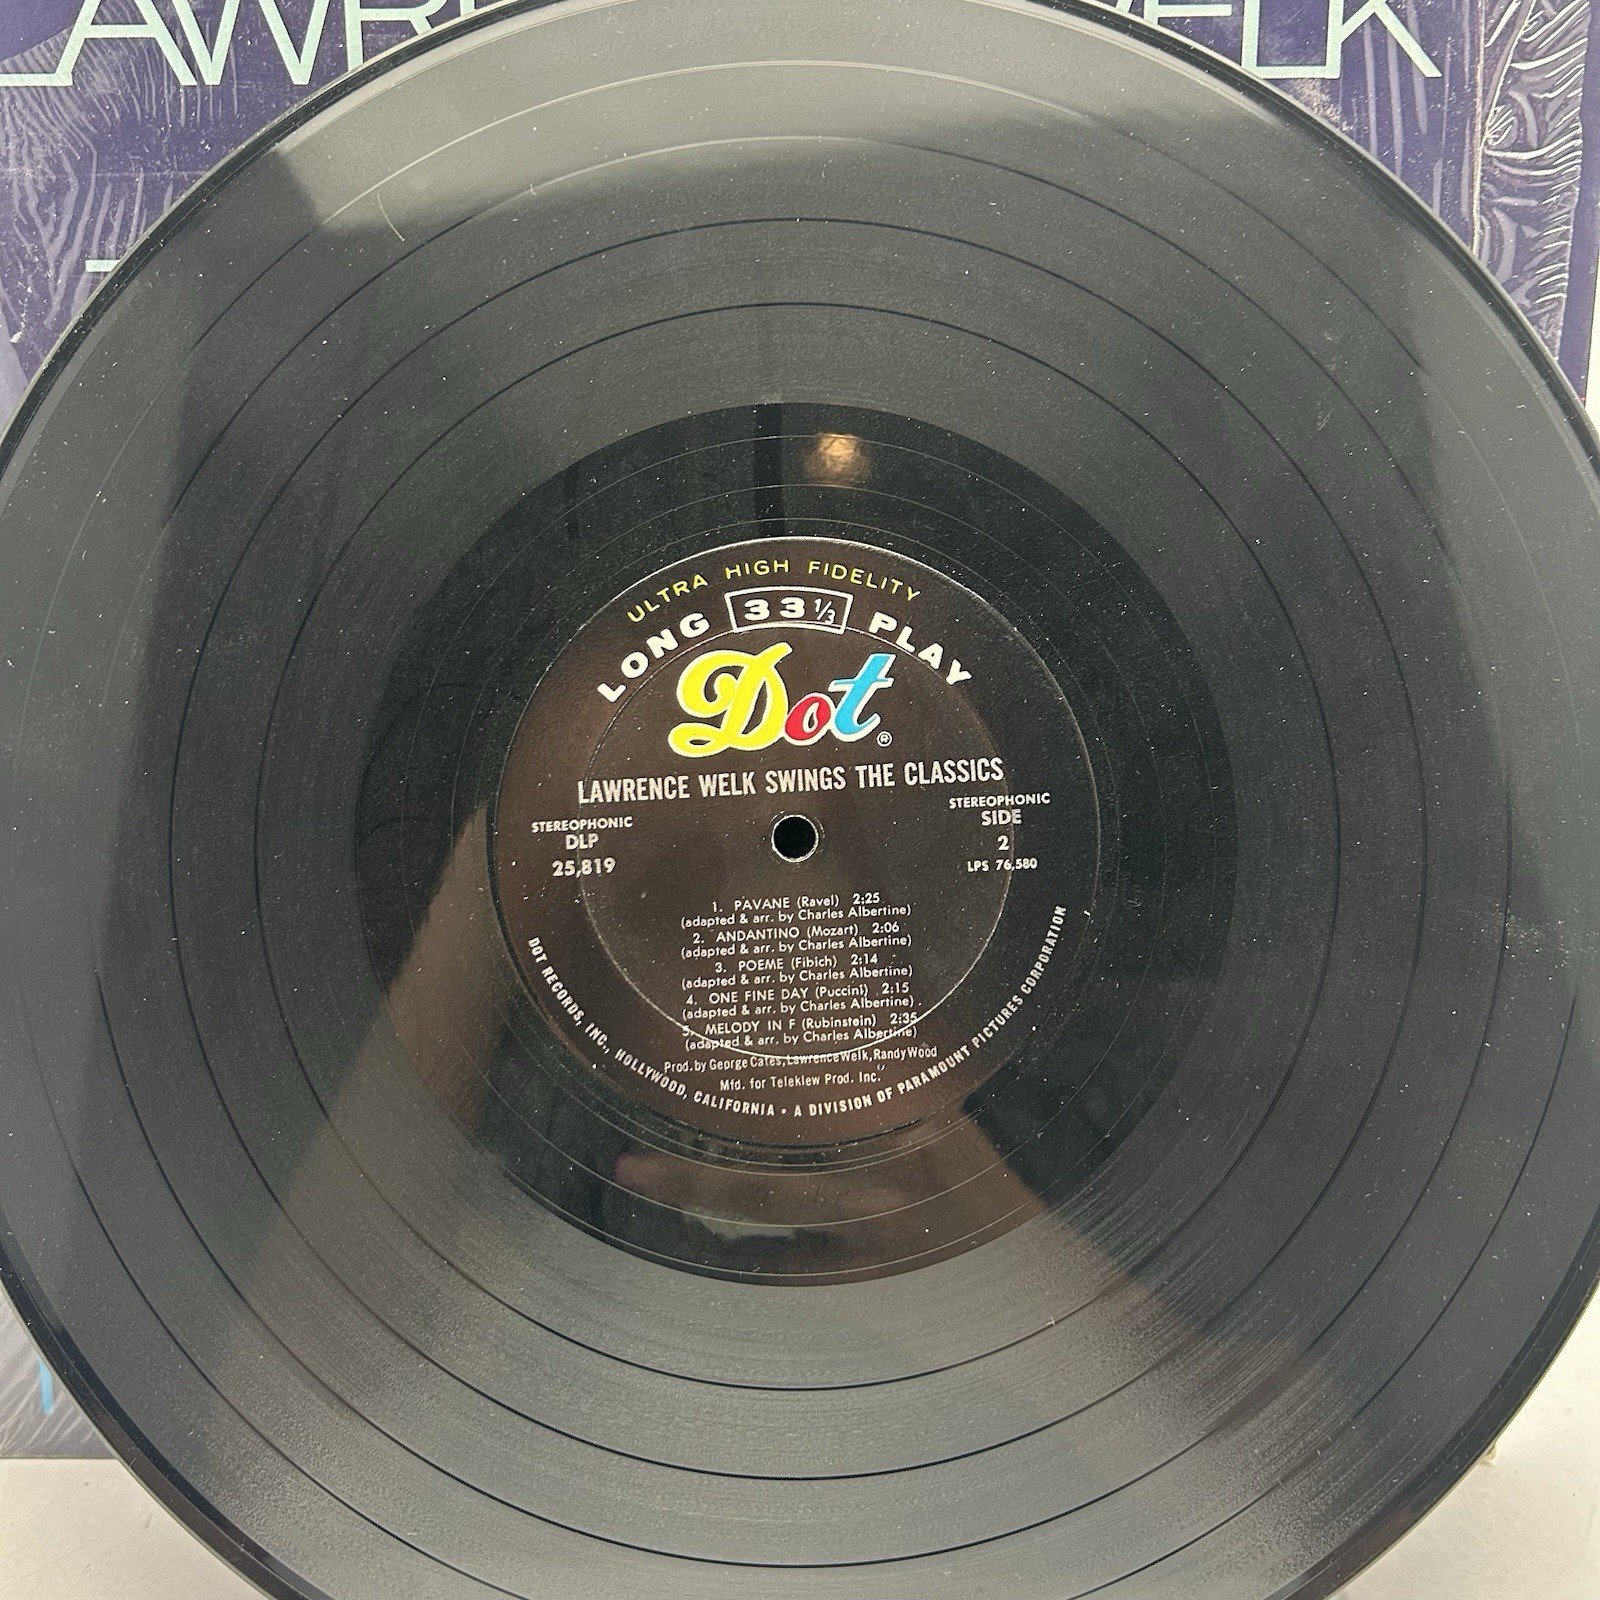 ULTRA HIGH FIDELITY
LONG 33 1/3 PLAY
Dot®
LAWRENCE WELK SWINGS THE CLASSICS
STEREOPHONIC
DLP
25,819
STEREOPHONIC
SIDE
2
LPS 76,580
1. PAVANE (Ravel) 2:25
(adapted & arr. by Charles Albertine)
2. ANDANTINO (Mozart) 2:06
(adapted & arr. by Charles Albertine)
3. POEME (Fibich) 2:14
(adapted & arr. by Charles Albertine)
4. ONE FINE DAY (Puccini) 2:15
(adapted & arr. by Charles Albertine)
5. MELODY IN F (Rubinstein) 2:35
(adapted & arr. by Charles Albertine)
Prod. by George Cates, Lawrence Welk, Randy Wood
Mfd. for Teleklew Prod. Inc.
DOT RECORDS, INC., HOLLYWOOD, CALIFORNIA • A DIVISION OF PARAMOUNT PICTURES CORPORATION